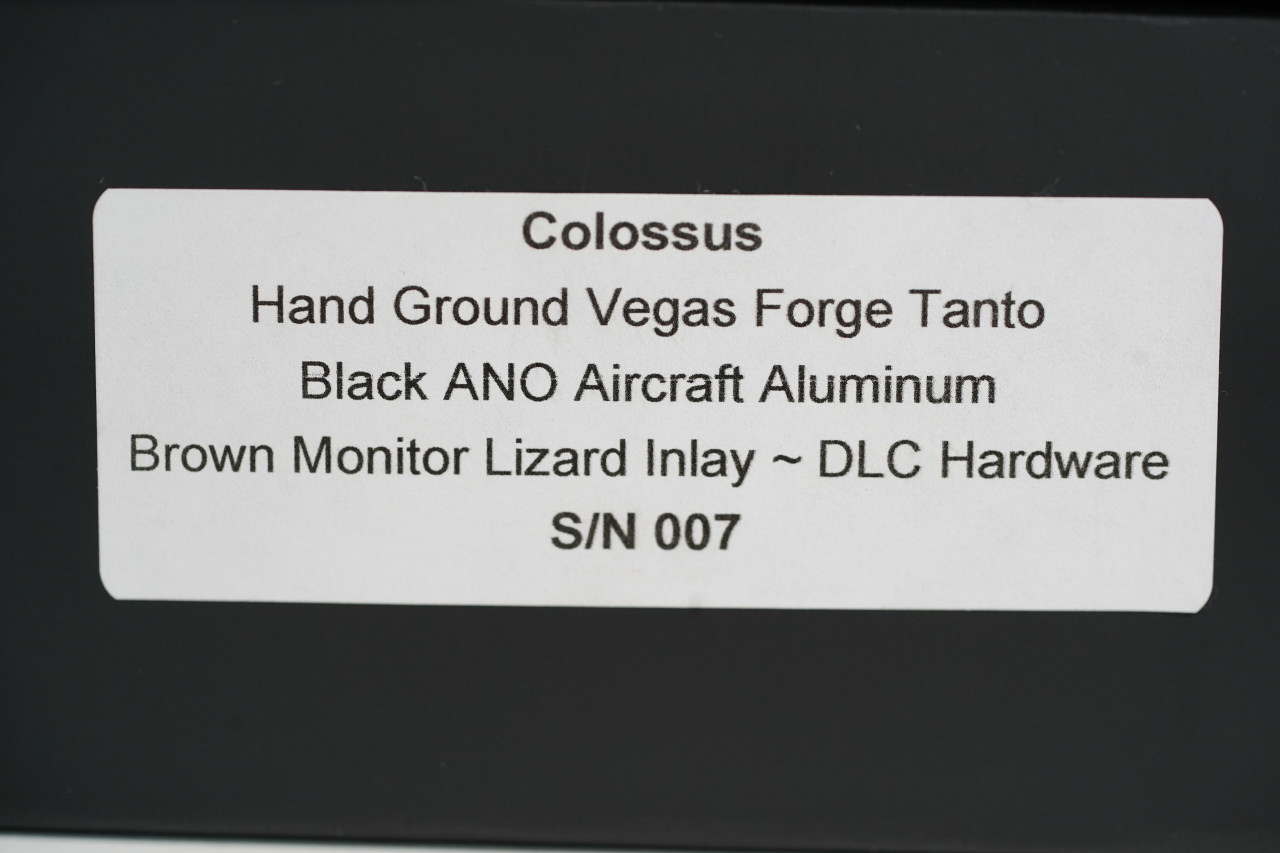 Colossus
Hand Ground Vegas Forge Tanto
Black ANO Aircraft Aluminum
Brown Monitor Lizard Inlay ~ DLC Hardware
S/N 007